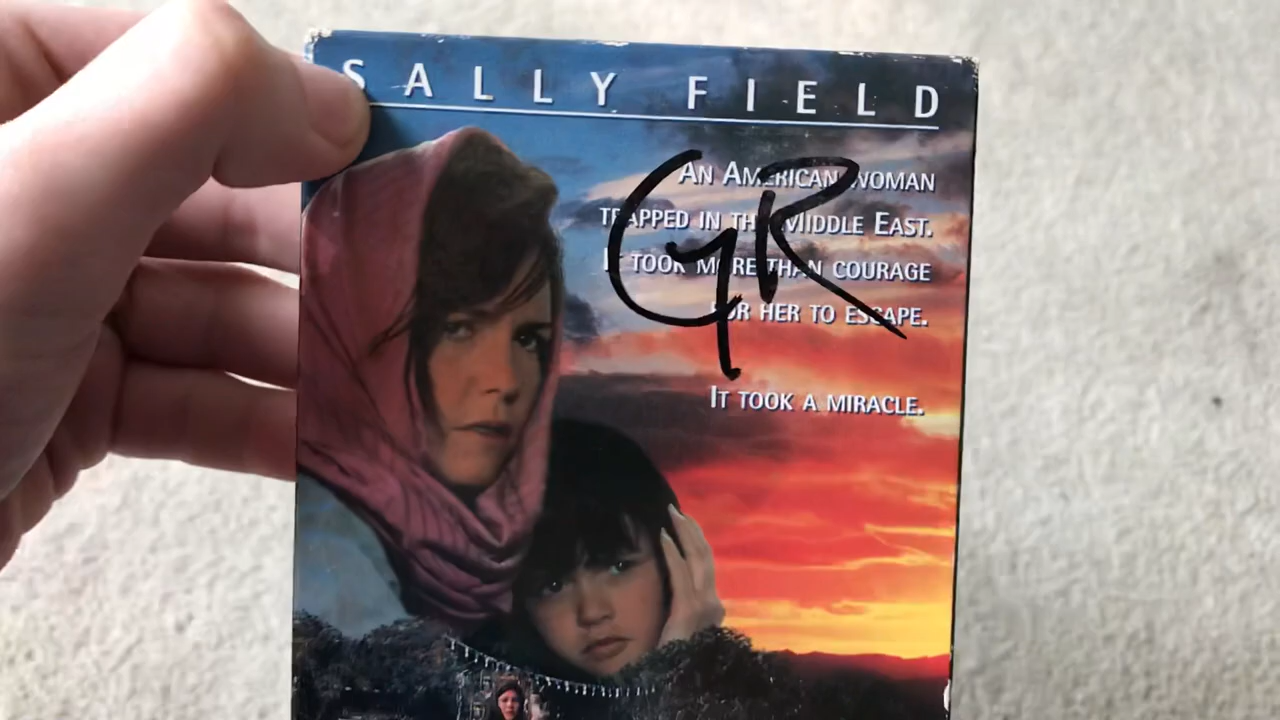 SALLY FIELD
AN AMERICAN WOMAN
TRAPPED IN THE MIDDLE EAST.
IT TOOK MORE THAN COURAGE
FOR HER TO ESCAPE.
GR
IT TOOK A MIRACLE.